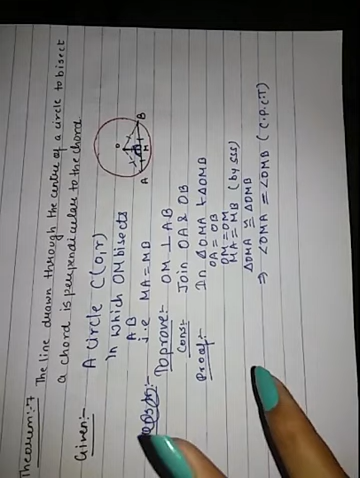 Theorem:-7 The line drawn through the centre of a circle to bisect
a chord is perpendicular to the chord.
Given:- A circle C(O,r)
in which OM bisects
AB
i.e MA=MB
To prove:- OM ⊥ AB
Const:- Join OA & OB
Proof:- In ΔOMA & ΔOMB
OA = OB
OM = OM
MA = MB (By SSS)
ΔOMA ≅ ΔOMB
⇒ ∠OMA = ∠OMB (C.P.C.T)
O
r r
A M B